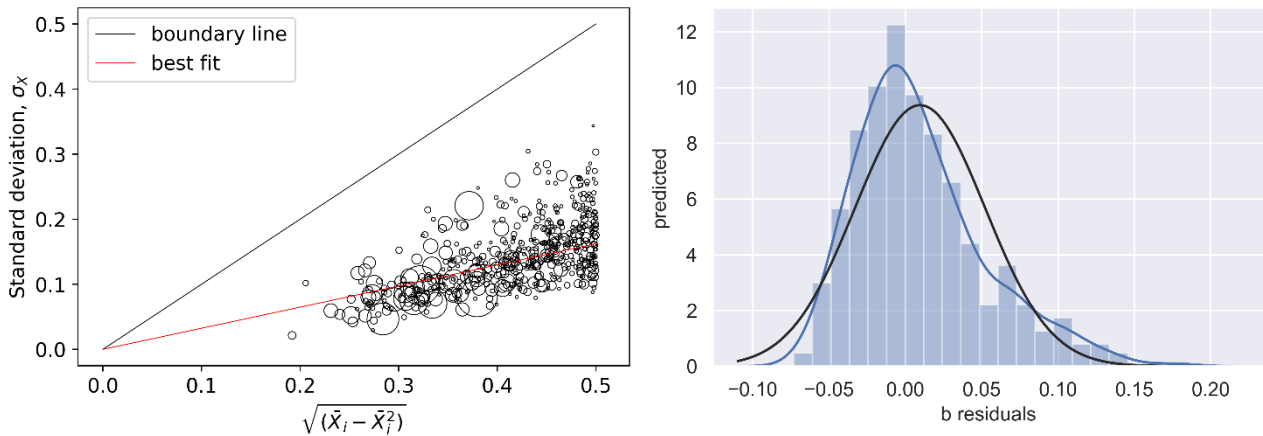 boundary line
best fit
Standard deviation, σ_X
0.5
0.4
0.3
0.2
0.1
0.0
0.0 0.1 0.2 0.3 0.4 0.5
√(X̄_i − X̄_i²)
predicted
12
10
8
6
4
2
0
−0.10 −0.05 0.00 0.05 0.10 0.15 0.20
b residuals